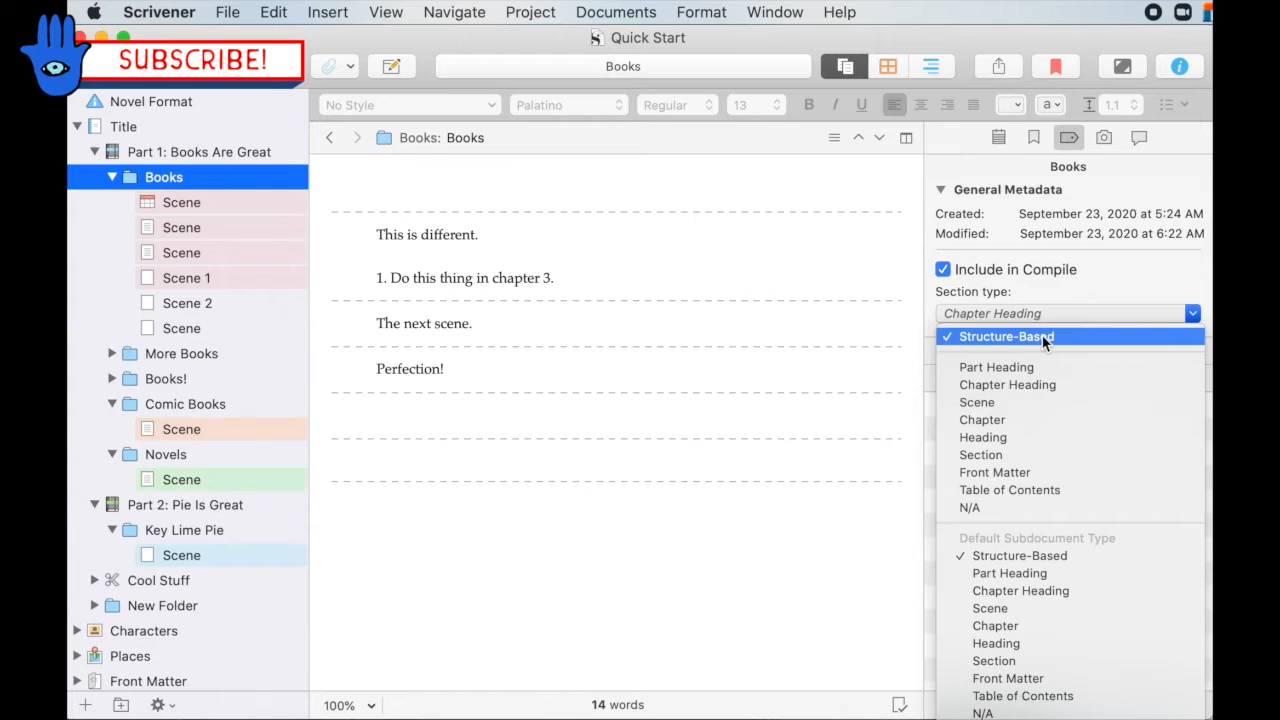 Scrivener File Edit Insert View Navigate Project Documents Format Window Help
Quick Start
SUBSCRIBE!
Books
No Style Palatino Regular 13 B I U a 1.1
Novel Format
Title
Part 1: Books Are Great
Books
Scene
Scene
Scene
Scene 1
Scene 2
Scene
More Books
Books!
Comic Books
Scene
Novels
Scene
Part 2: Pie Is Great
Key Lime Pie
Scene
Cool Stuff
New Folder
Characters
Places
Front Matter
Books: Books
This is different.
1. Do this thing in chapter 3.
The next scene.
Perfection!
100% 14 words
Books
General Metadata
Created: September 23, 2020 at 5:24 AM
Modified: September 23, 2020 at 6:22 AM
Include in Compile
Section type:
Chapter Heading
Structure-Based
Part Heading
Chapter Heading
Scene
Chapter
Heading
Section
Front Matter
Table of Contents
N/A
Default Subdocument Type
Structure-Based
Part Heading
Chapter Heading
Scene
Chapter
Heading
Section
Front Matter
Table of Contents
N/A